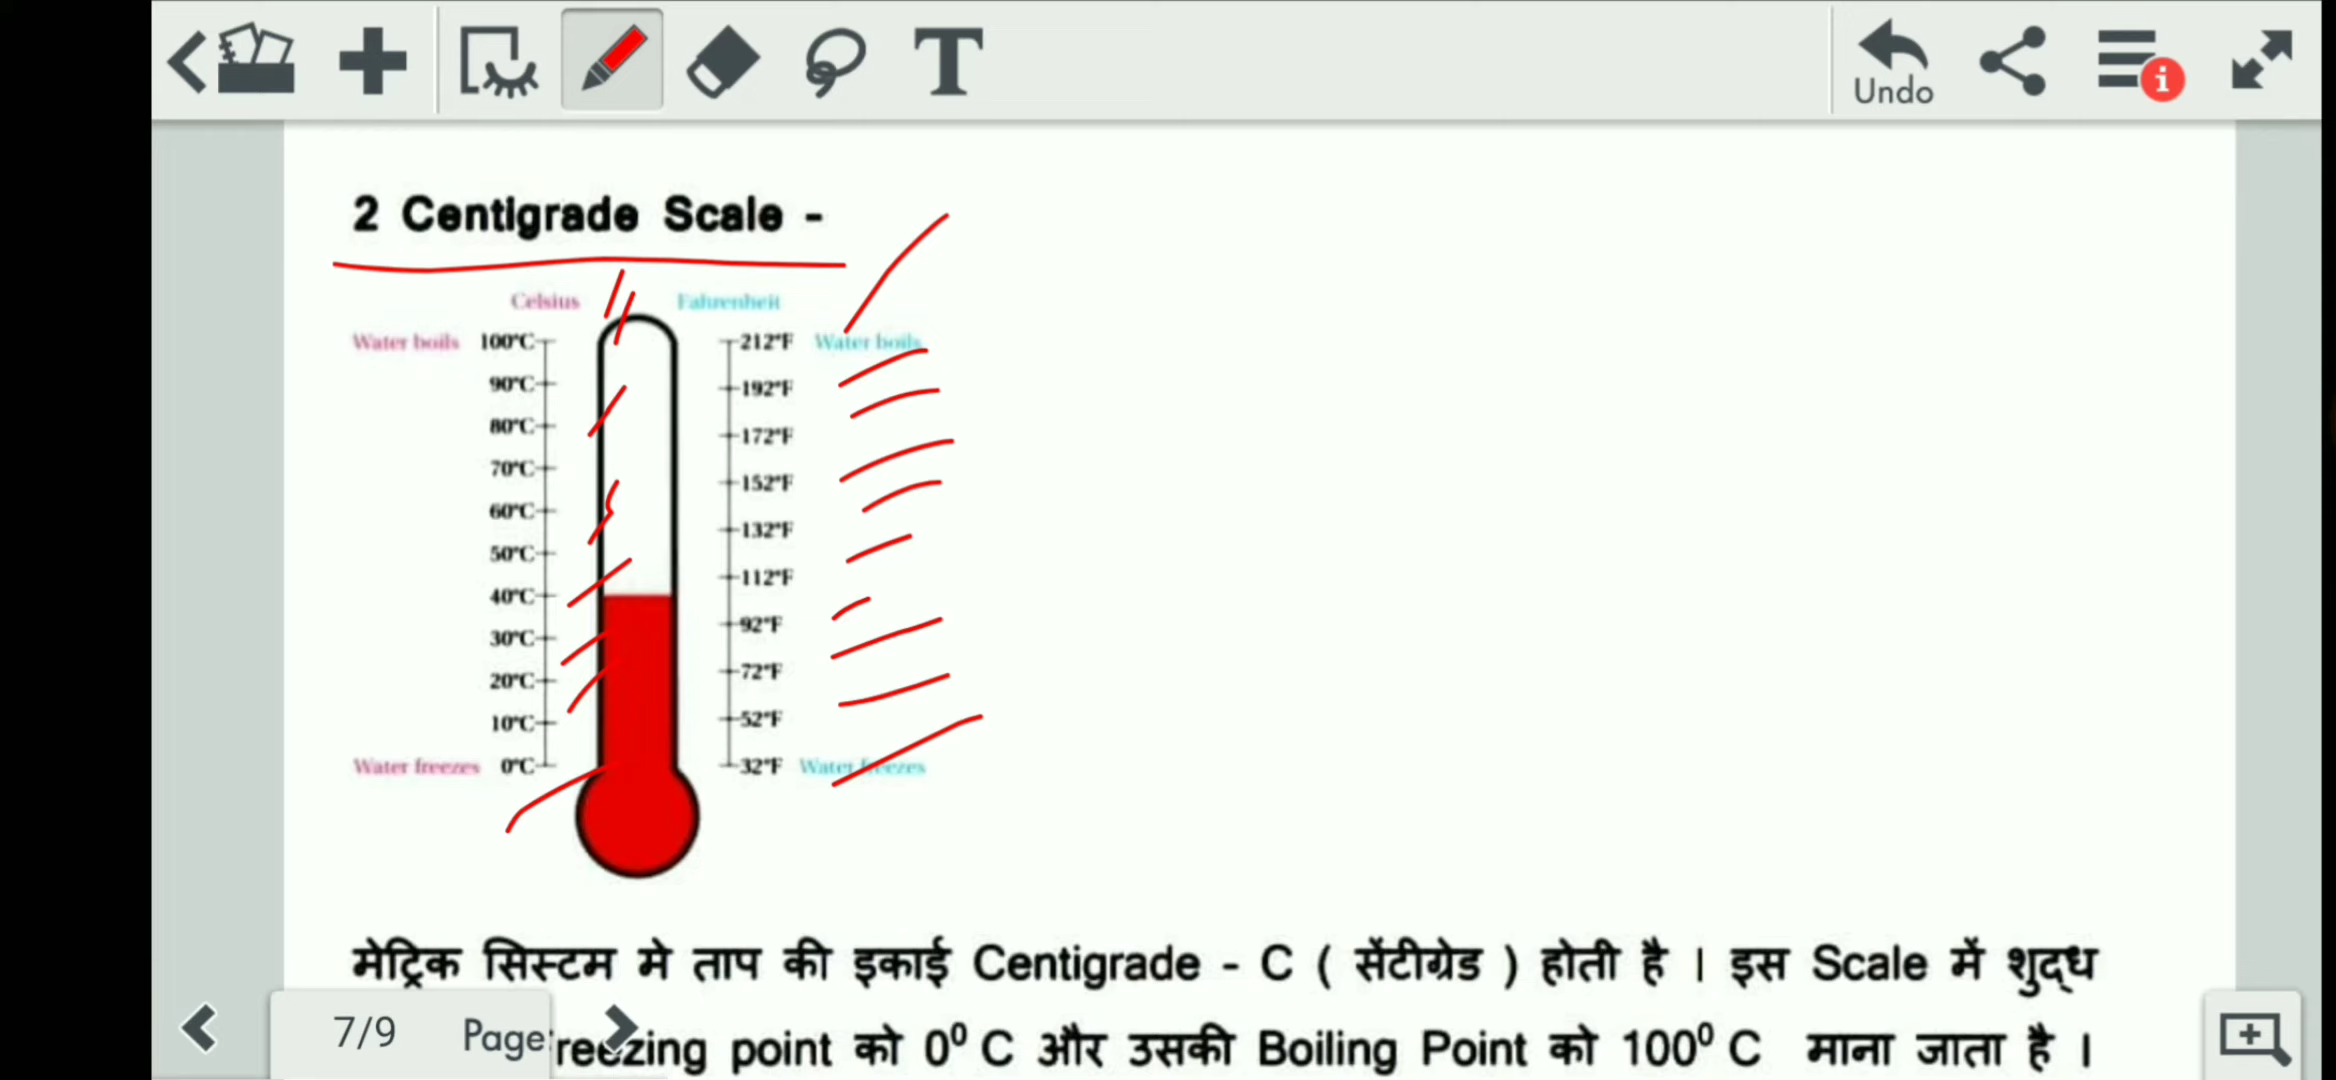 Undo
2 Centigrade Scale -
Celsius Fahrenheit
Water boils 100°C 212°F Water boils
90°C 192°F
80°C 172°F
70°C 152°F
60°C 132°F
50°C 112°F
40°C 92°F
30°C 72°F
20°C 52°F
10°C
Water freezes 0°C 32°F Water freezes
मेट्रिक सिस्टम मे ताप की इकाई Centigrade - C ( सेंटीग्रेड ) होती है । इस Scale में शुद्ध
7/9 Page reezing point को 0⁰ C और उसकी Boiling Point को 100⁰ C माना जाता है ।